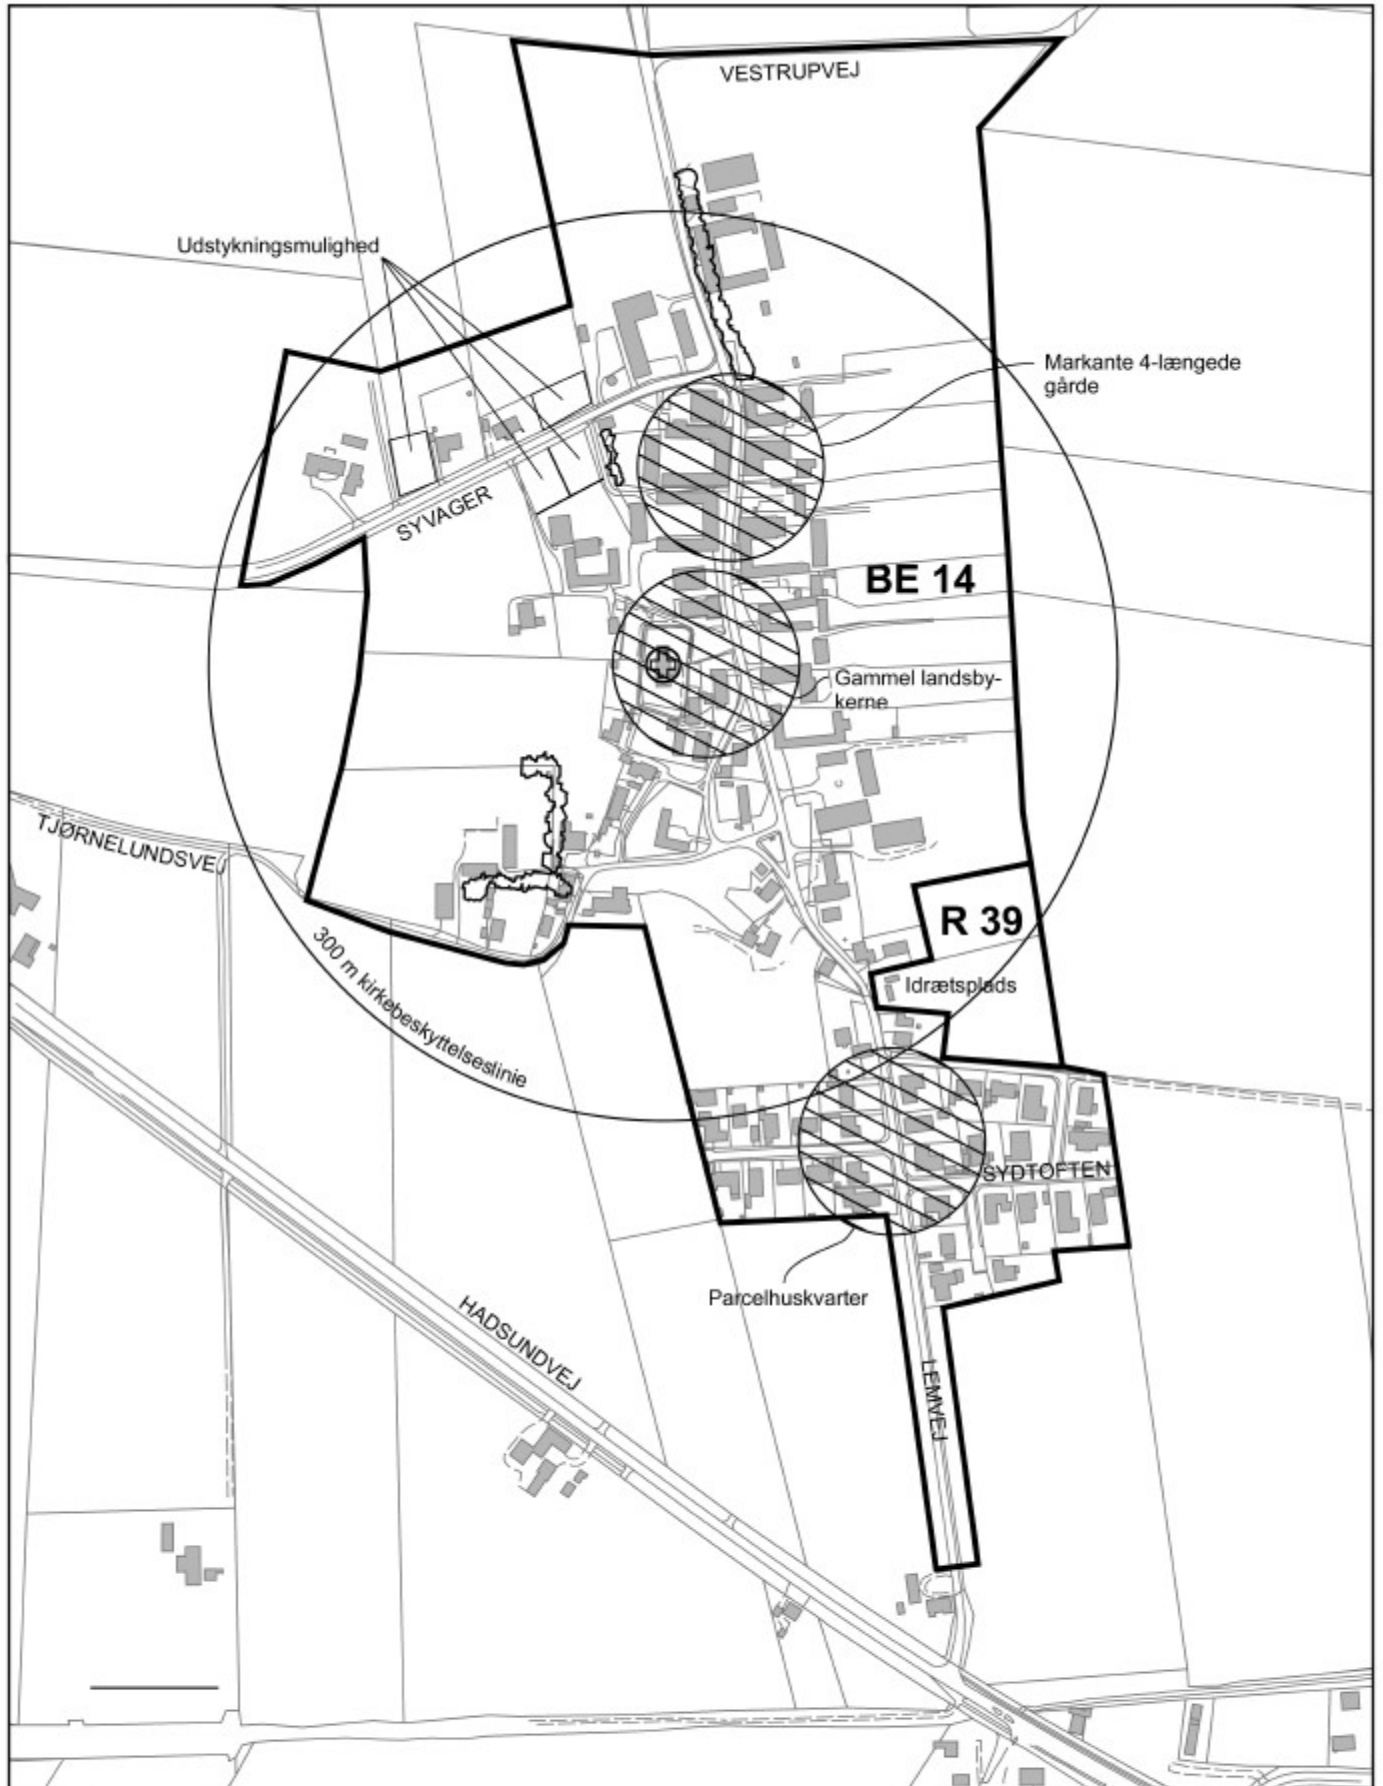 VESTRUPVEJ
Udstykningsmulighed
Markante 4-længede
gårde
SYVAGER
BE 14
Gammel landsby-
kerne
TJØRNELUNDSVEJ
R 39
300 m kirkebeskyttelseslinie
Idrætsplads
SYDTOFTEN
Parcelhuskvarter
HADSUNDVEJ
LEMVEJ